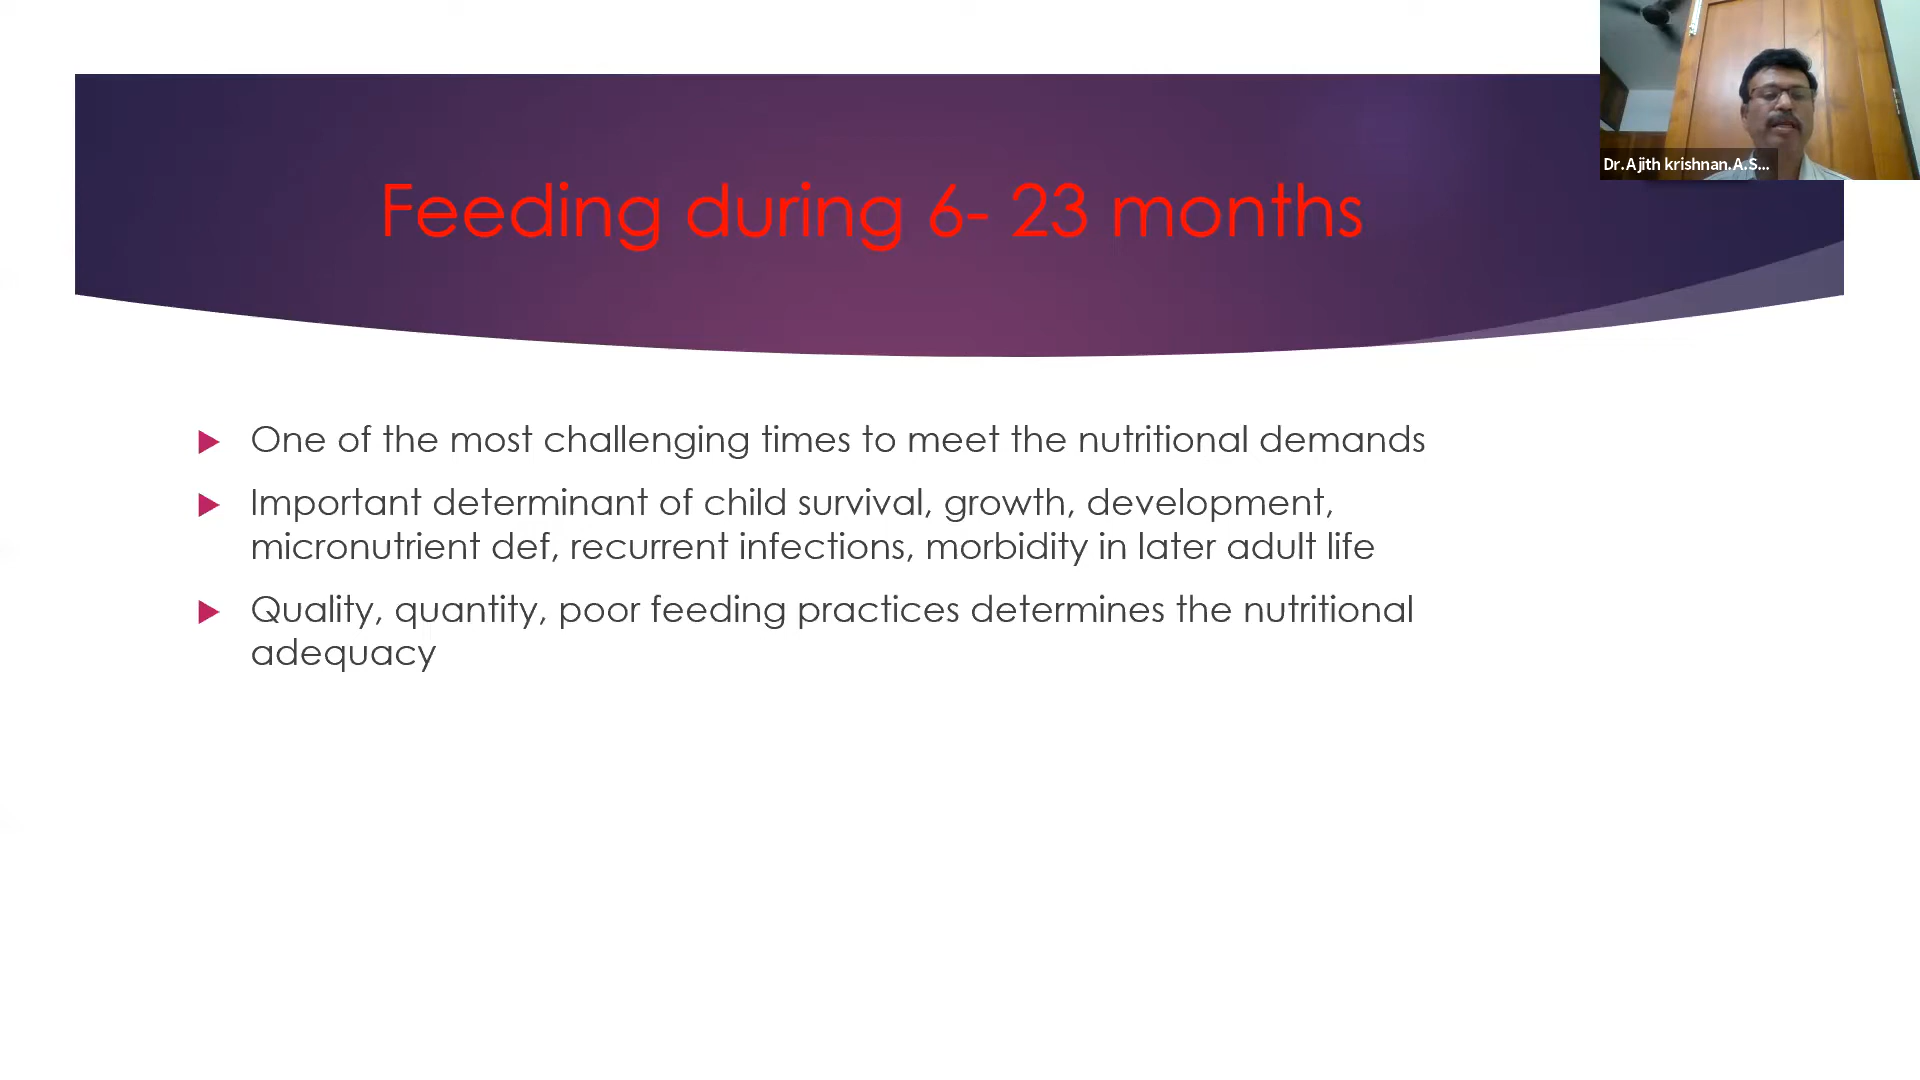 Dr.Ajith krishnan.A.S...
Feeding during 6- 23 months
One of the most challenging times to meet the nutritional demands
Important determinant of child survival, growth, development,
micronutrient def, recurrent infections, morbidity in later adult life
Quality, quantity, poor feeding practices determines the nutritional
adequacy